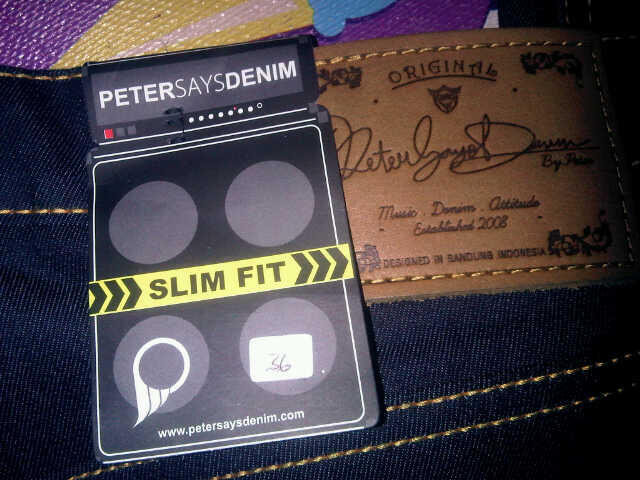 PETERSAYSDENIM
SLIM FIT
36
www.petersaysdenim.com
ORIGINAL
PeterSaysDenim
By Peter
Music . Denim . Attitude
- Established 2008 -
DESIGNED IN BANDUNG INDONESIA